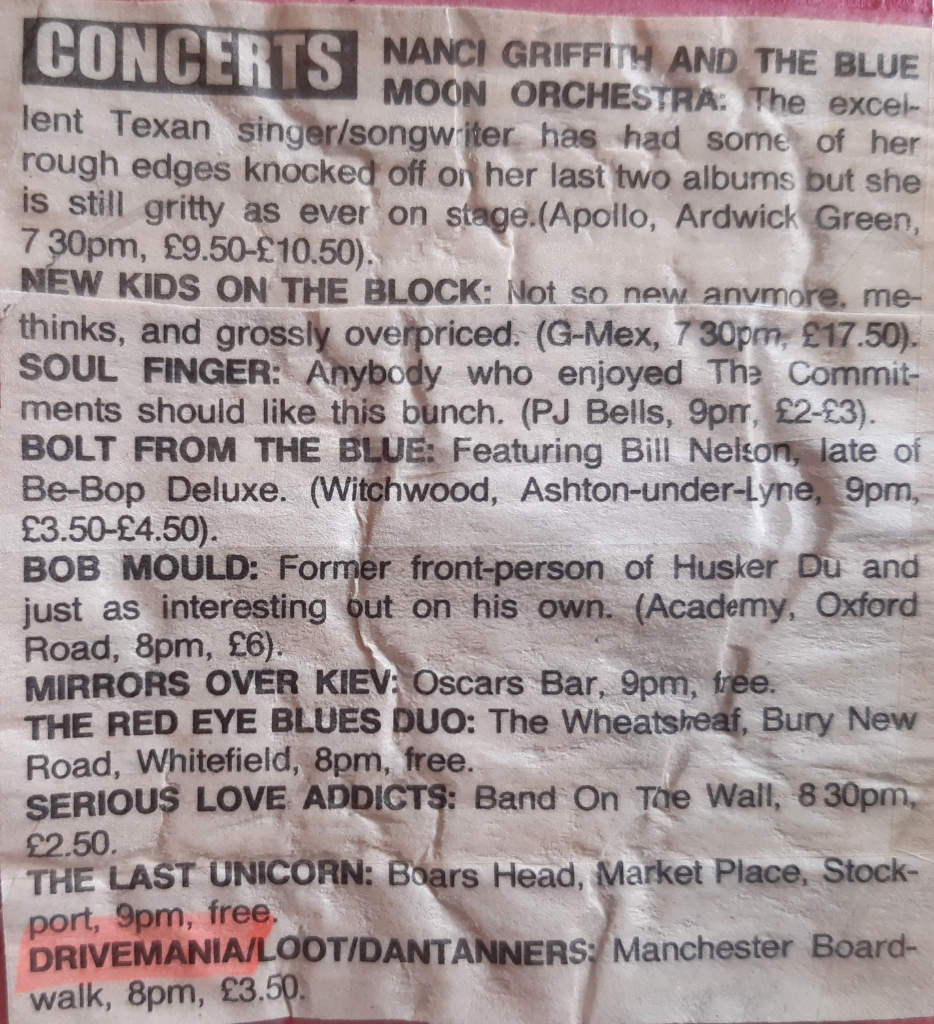 CONCERTS NANCI GRIFFITH AND THE BLUE
MOON ORCHESTRA: The excel-
lent Texan singer/songwriter has had some of her
rough edges knocked off on her last two albums but she
is still gritty as ever on stage.(Apollo, Ardwick Green,
7 30pm, £9.50-£10.50).
NEW KIDS ON THE BLOCK: Not so new anymore, me-
thinks, and grossly overpriced. (G-Mex, 7 30pm, £17.50).
SOUL FINGER: Anybody who enjoyed The Commit-
ments should like this bunch. (PJ Bells, 9pm, £2-£3).
BOLT FROM THE BLUE: Featuring Bill Nelson, late of
Be-Bop Deluxe. (Witchwood, Ashton-under-Lyne, 9pm,
£3.50-£4.50).
BOB MOULD: Former front-person of Husker Du and
just as interesting out on his own. (Academy, Oxford
Road, 8pm, £6).
MIRRORS OVER KIEV: Oscars Bar, 9pm, free.
THE RED EYE BLUES DUO: The Wheatsheaf, Bury New
Road, Whitefield, 8pm, free.
SERIOUS LOVE ADDICTS: Band On The Wall, 8 30pm,
£2.50.
THE LAST UNICORN: Boars Head, Market Place, Stock-
port, 9pm, free.
DRIVEMANIA/LOOT/DANTANNERS: Manchester Board-
walk, 8pm, £3.50.